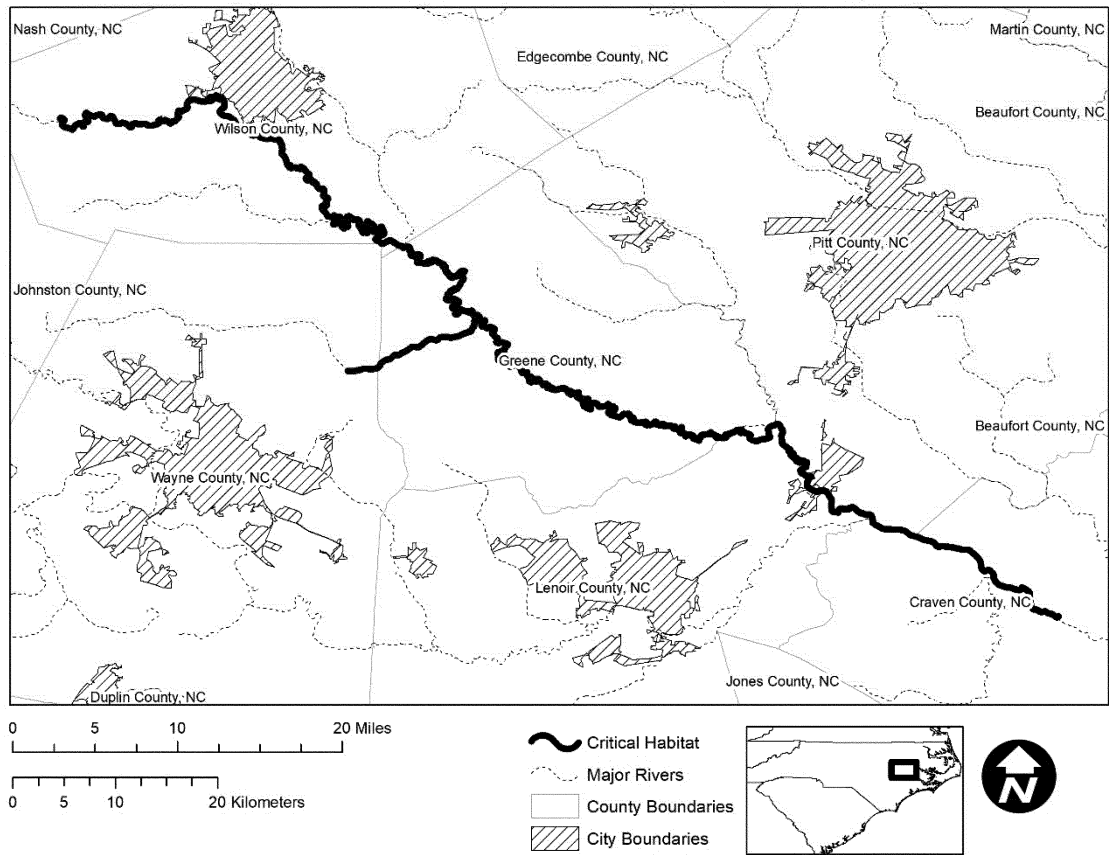 Nash County, NC
Martin County, NC
Edgecombe County, NC
Beaufort County, NC
Wilson County, NC
Pitt County, NC
Johnston County, NC
Greene County, NC
Beaufort County, NC
Wayne County, NC
Lenoir County, NC
Craven County, NC
Jones County, NC
Duplin County, NC
0 5 10 20 Miles
0 5 10 20 Kilometers
Critical Habitat
Major Rivers
County Boundaries
City Boundaries
N